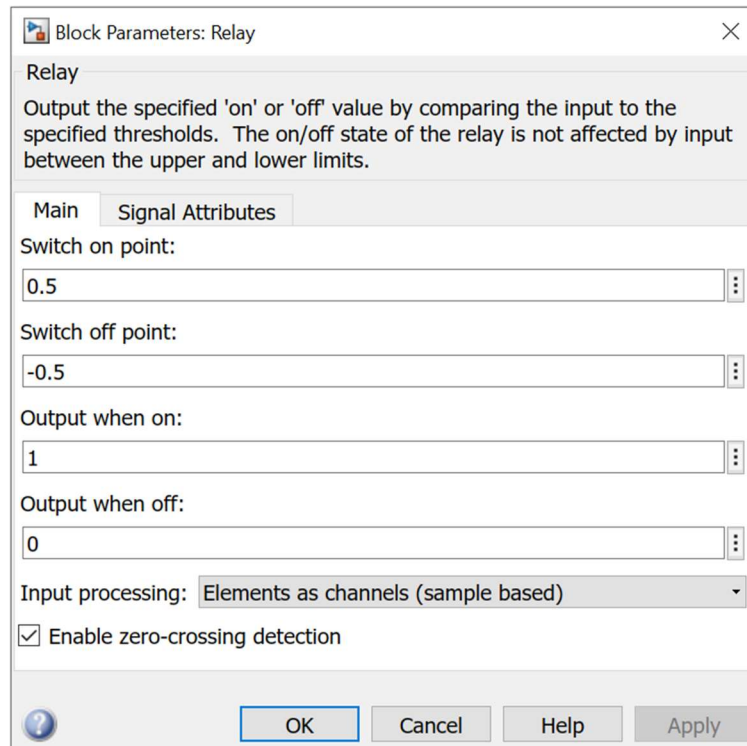 Block Parameters: Relay
Relay
Output the specified 'on' or 'off' value by comparing the input to the
specified thresholds.  The on/off state of the relay is not affected by input
between the upper and lower limits.
Main
Signal Attributes
Switch on point:
0.5
Switch off point:
-0.5
Output when on:
1
Output when off:
0
Input processing: Elements as channels (sample based)
Enable zero-crossing detection
?
OK
Cancel
Help
Apply